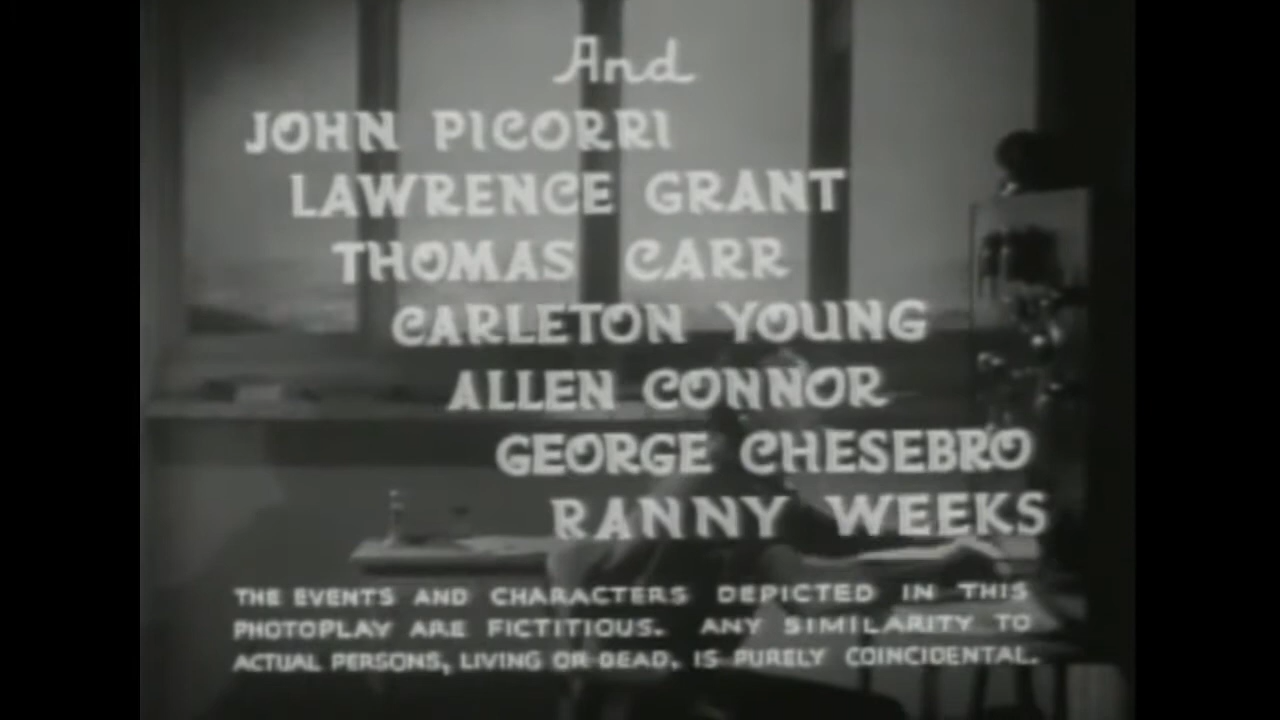 And
JOHN PICORRI
LAWRENCE GRANT
THOMAS CARR
CARLETON YOUNG
ALLEN CONNOR
GEORGE CHESEBRO
RANNY WEEKS
THE EVENTS AND CHARACTERS DEPICTED IN THIS
PHOTOPLAY ARE FICTITIOUS. ANY SIMILARITY TO
ACTUAL PERSONS, LIVING OR DEAD, IS PURELY COINCIDENTAL.